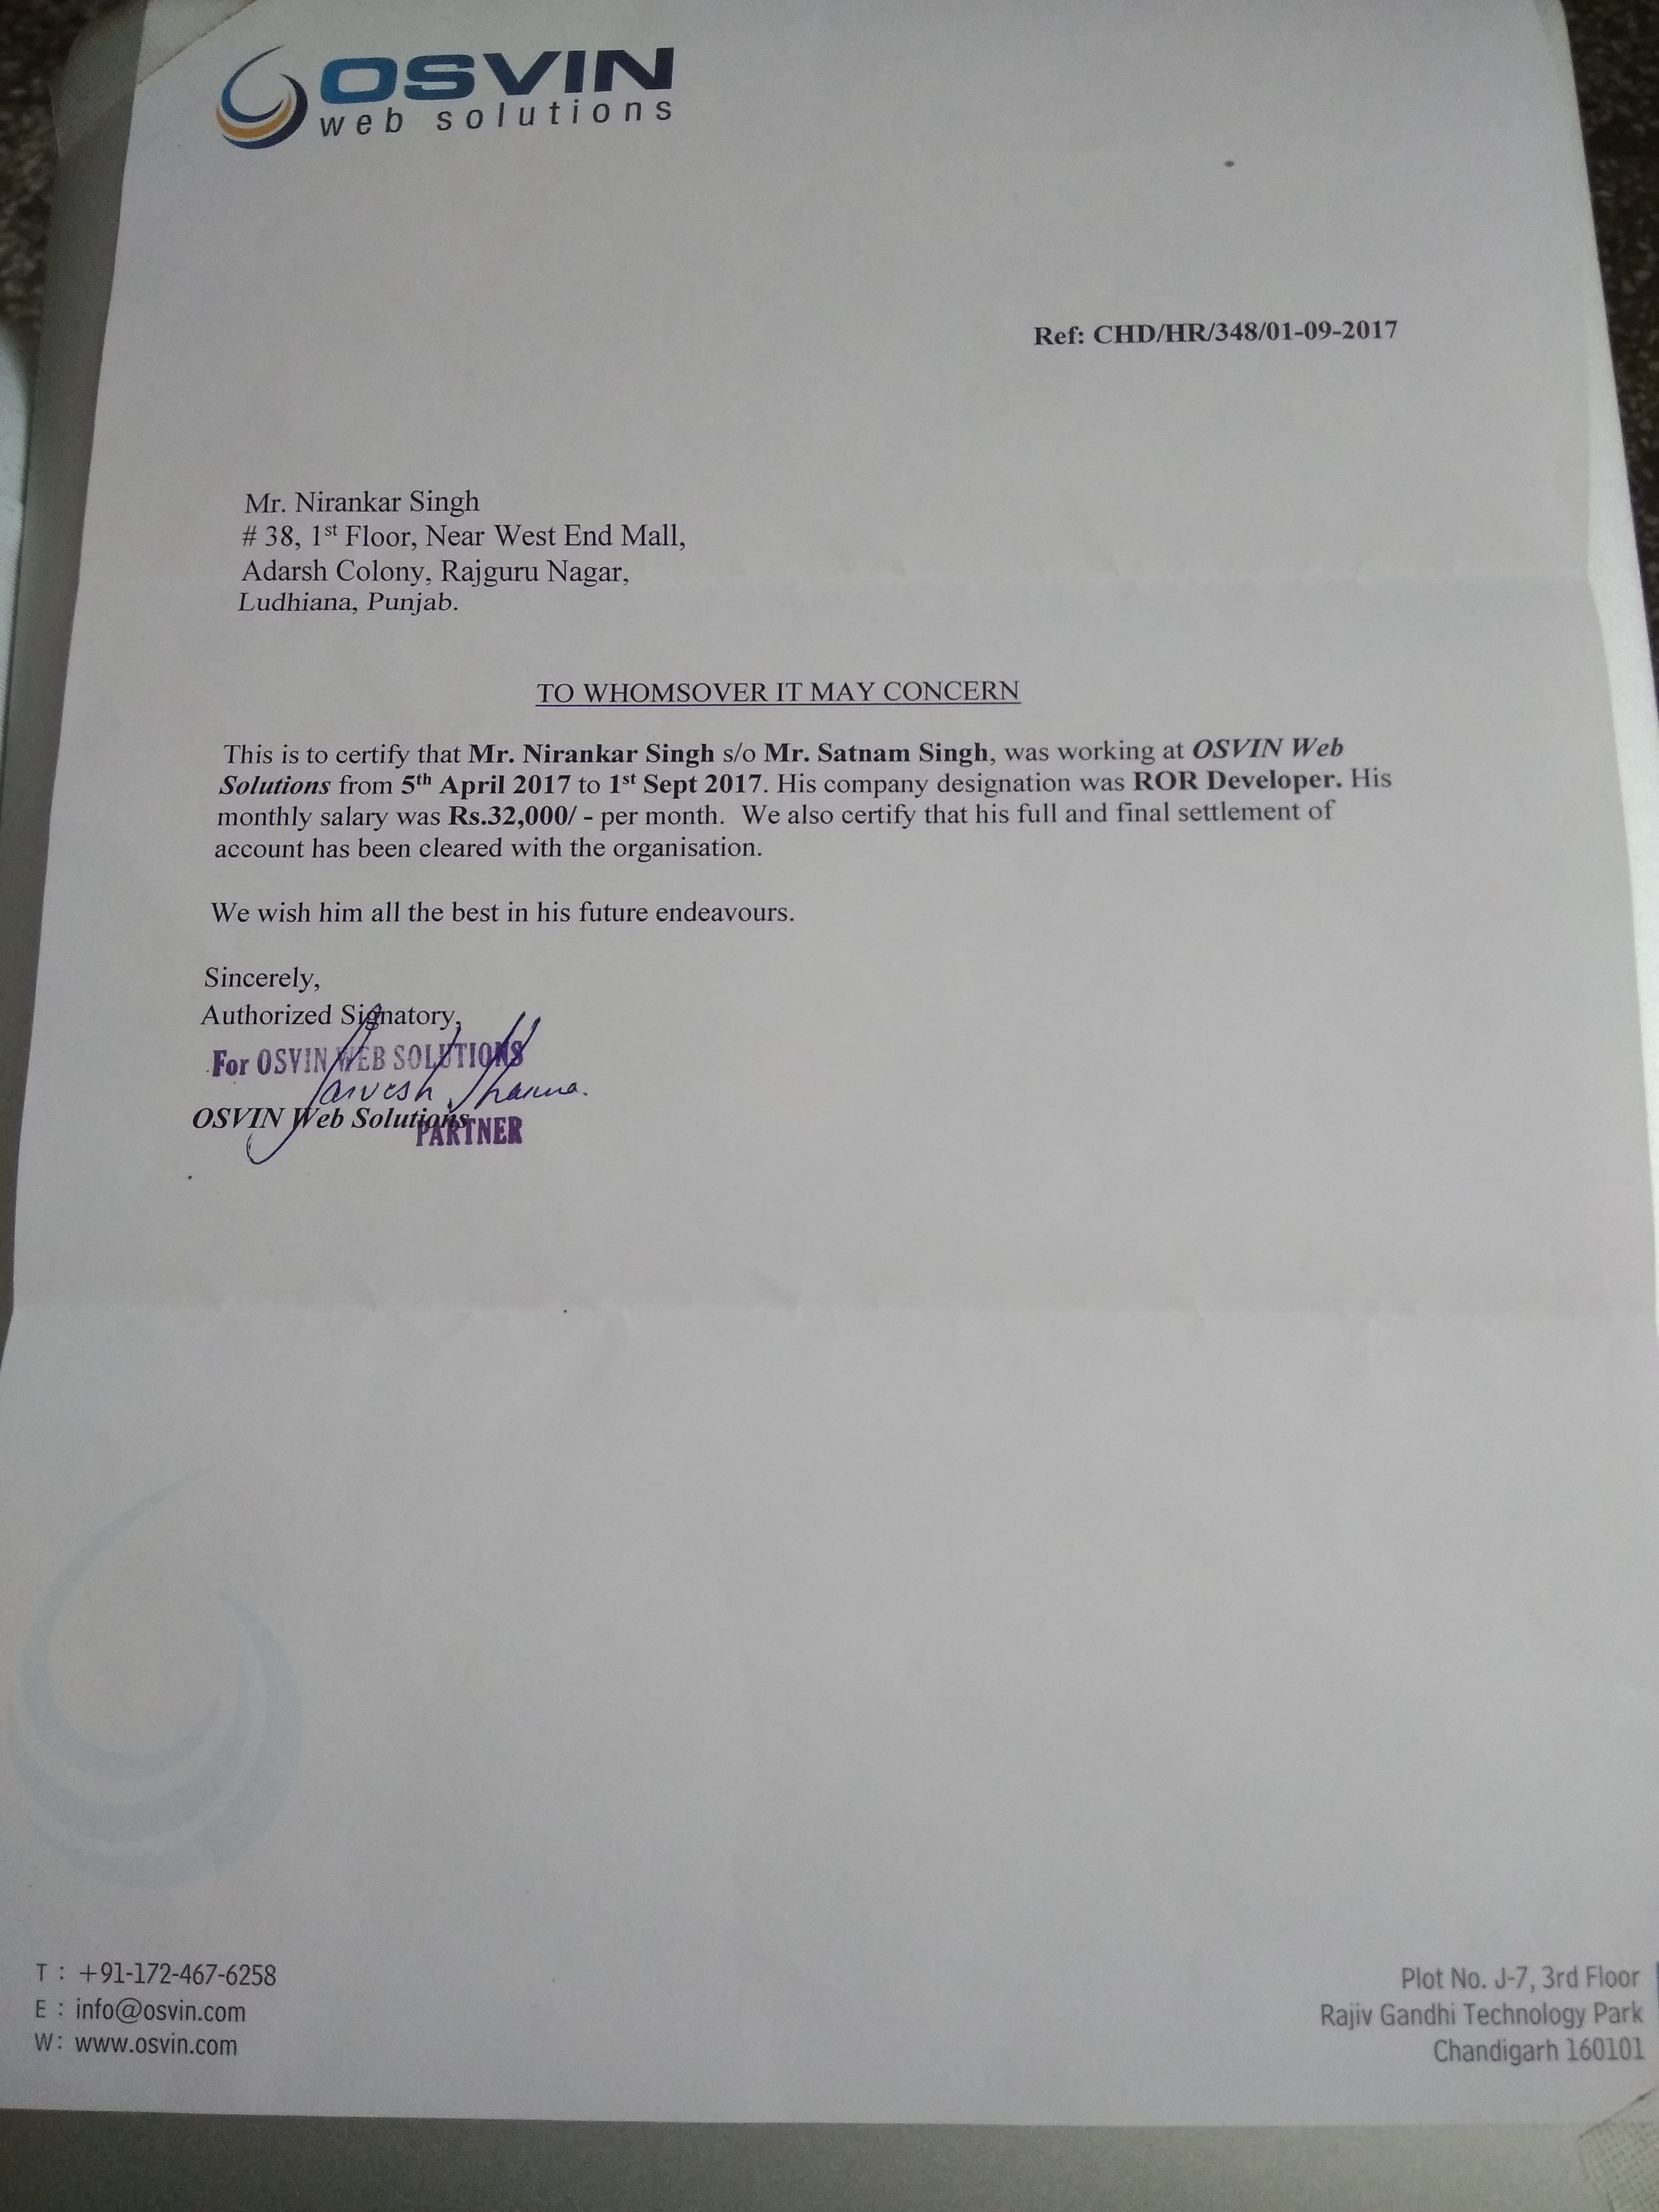 OSVIN
web solutions
Ref: CHD/HR/348/01-09-2017
Mr. Nirankar Singh
# 38, 1st Floor, Near West End Mall,
Adarsh Colony, Rajguru Nagar,
Ludhiana, Punjab.
TO WHOMSOVER IT MAY CONCERN
This is to certify that Mr. Nirankar Singh s/o Mr. Satnam Singh, was working at OSVIN Web
Solutions from 5th April 2017 to 1st Sept 2017. His company designation was ROR Developer. His
monthly salary was Rs.32,000/ - per month. We also certify that his full and final settlement of
account has been cleared with the organisation.
We wish him all the best in his future endeavours.
Sincerely,
Authorized Signatory,
For OSVIN WEB SOLUTIONS
Sarvesh Sharma.
OSVIN Web Solutions
PARTNER
T : +91-172-467-6258
E : info@osvin.com
W: www.osvin.com
Plot No. J-7, 3rd Floor
Rajiv Gandhi Technology Park
Chandigarh 160101